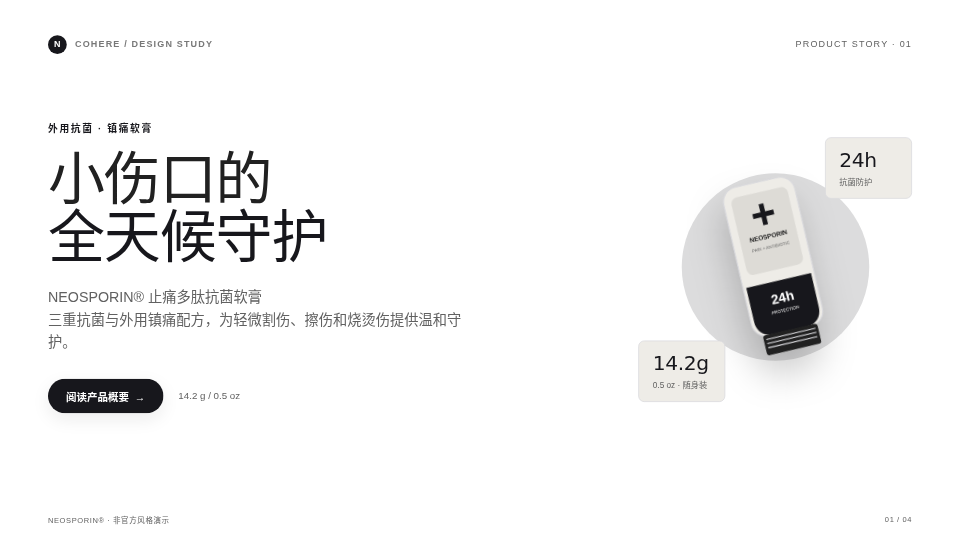 N COHERE / DESIGN STUDY
PRODUCT STORY · 01
外用抗菌 · 镇痛软膏
小伤口的
全天候守护
NEOSPORIN® 止痛多肽抗菌软膏
三重抗菌与外用镇痛配方，为轻微割伤、擦伤和烧烫伤提供温和守
护。
阅读产品概要 →
14.2 g / 0.5 oz
24h
抗菌防护
NEOSPORIN
PAIN + ANTIBIOTIC
24h
PROTECTION
14.2g
0.5 oz · 随身装
NEOSPORIN® · 非官方风格演示
01 / 04